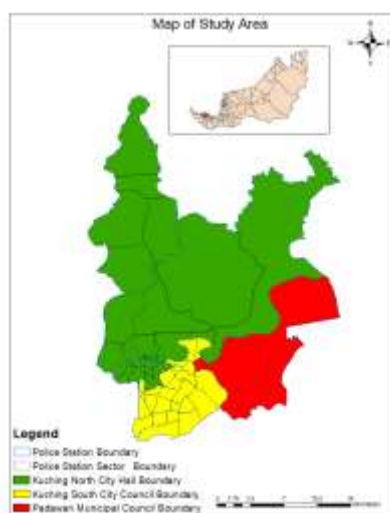 Map of Study Area
N
Legend
Police Station Boundary
Police Station Sector Boundary
Kuching North City Hall Boundary
Kuching South City Council Boundary
Padawan Municipal Council Boundary